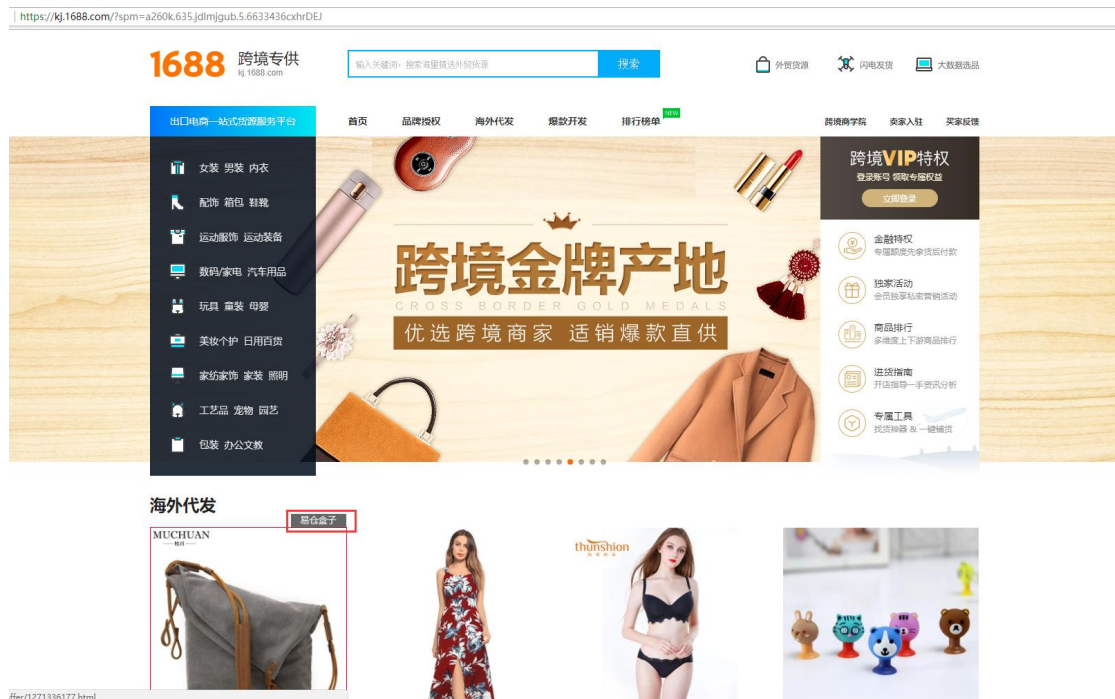 https://kj.1688.com/?spm=a260k.635.jdlmjgub.5.6633436cxhrDEJ
1688 跨境专供
kj.1688.com
输入关键词，搜索海里精选外贸货源
搜索
外贸货源
闪电发货
大数据选品
出口电商一站式货源服务平台
首页 品牌授权 海外代发 爆款开发 排行榜单 NEW
跨境商学院 卖家入驻 买家反馈
女装 男装 内衣
配饰 箱包 鞋靴
运动服饰 运动装备
数码/家电 汽车用品
玩具 童装 母婴
美妆个护 日用百货
家纺家饰 家装 照明
工艺品 宠物 园艺
包装 办公文教
跨境金牌产地
CROSS BORDER GOLD MEDALS
优选跨境商家 适销爆款直供
跨境VIP特权
登录账号 领取专属权益
立即登录
金融特权
专属额度先拿货后付款
独家活动
会员独享私密营销活动
商品排行
多维度上下游商品排行
进货指南
开店指导一手资讯分析
专属工具
找货神器 & 一键铺货
海外代发
易仓盒子
MUCHUAN
thunshion
ffer/1271336177.html